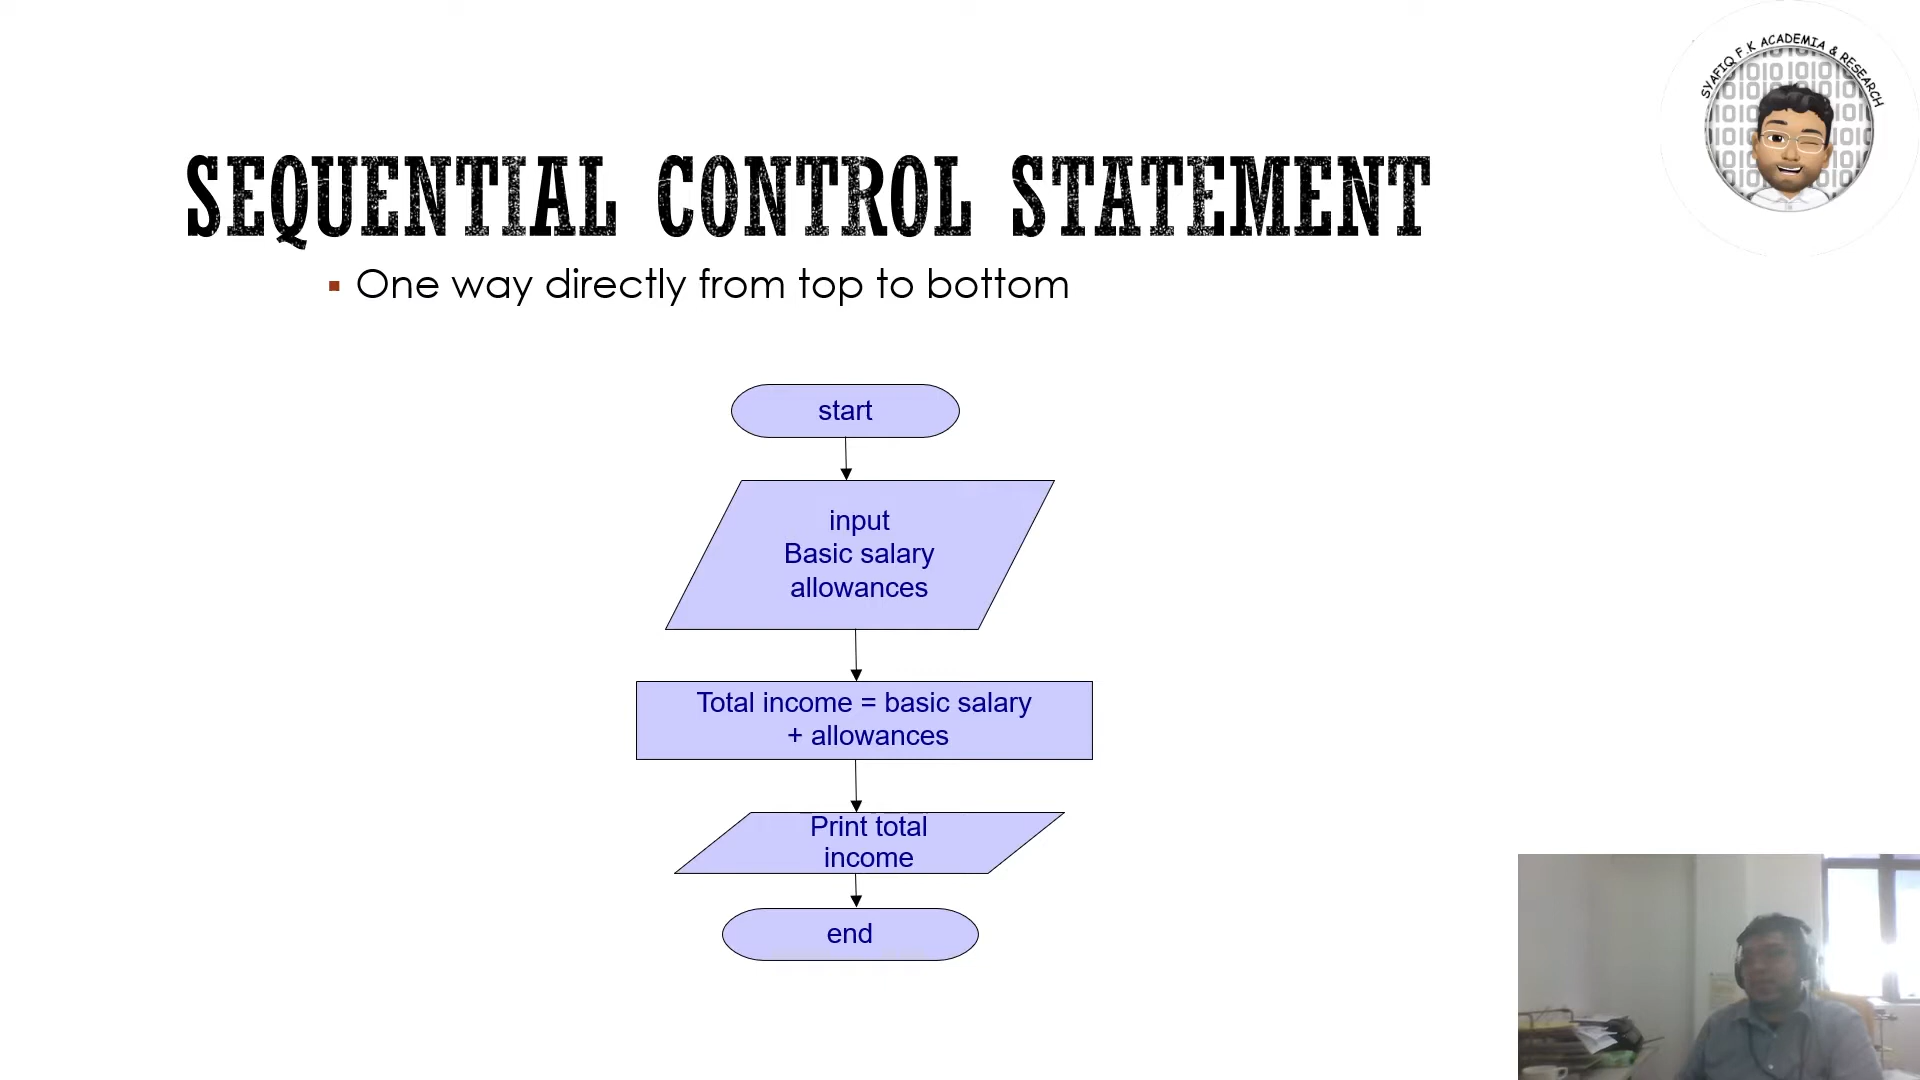 SYAFIQ F.K ACADEMIA & RESEARCH
SEQUENTIAL CONTROL STATEMENT
One way directly from top to bottom
start
input
Basic salary
allowances
Total income = basic salary
+ allowances
Print total
income
end